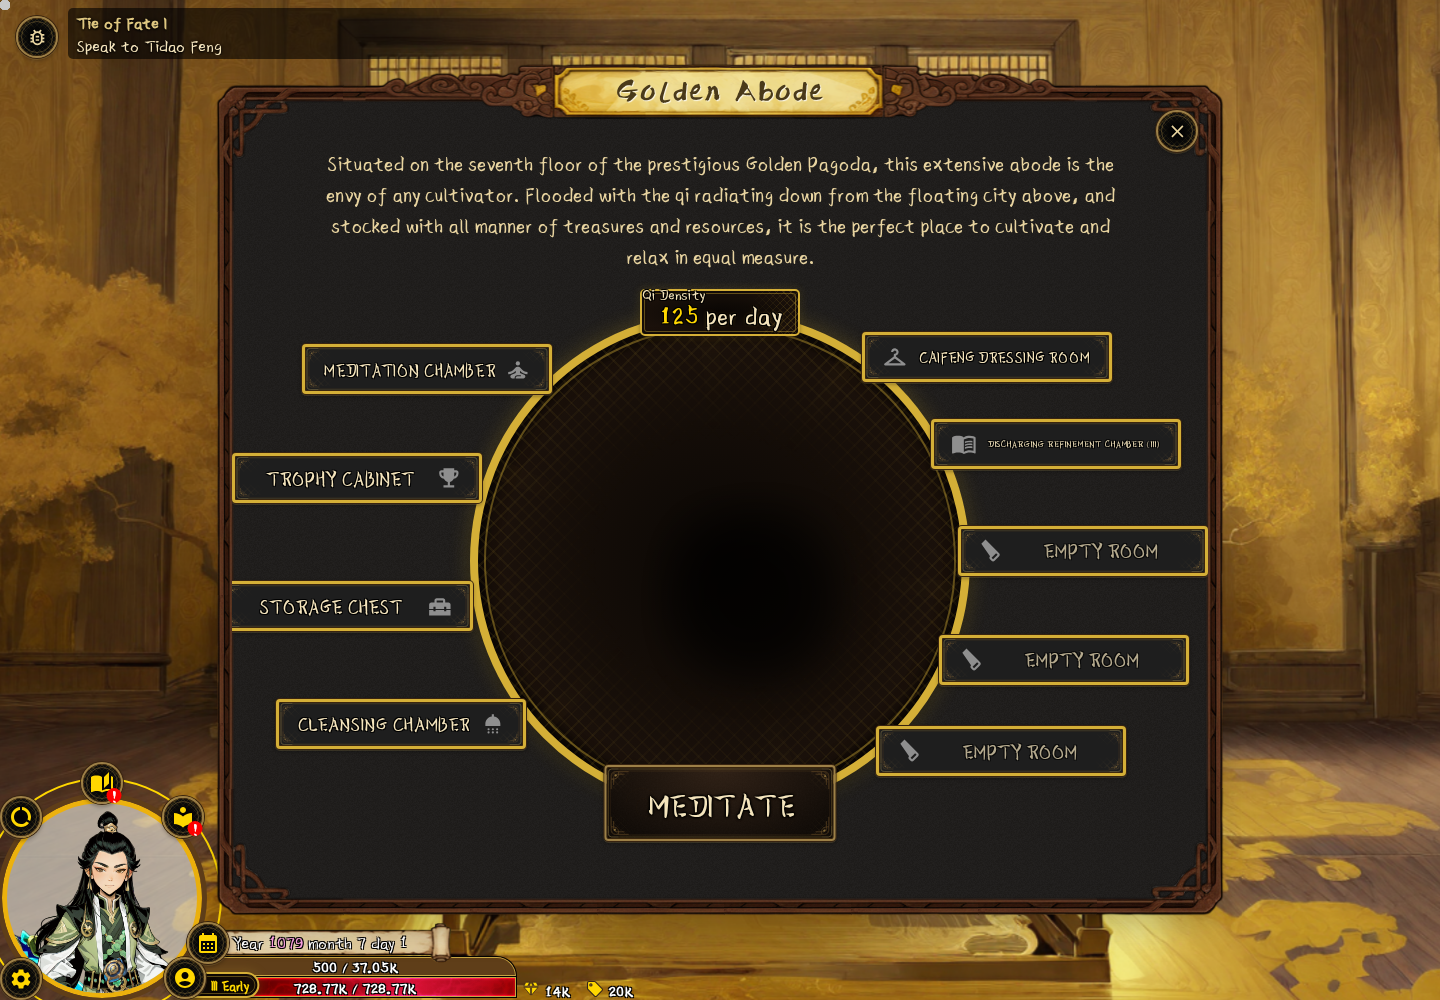 Tie of Fate I
Speak to Tidao Feng
Golden Abode
Situated on the seventh floor of the prestigious Golden Pagoda, this extensive abode is the
envy of any cultivator. Flooded with the qi radiating down from the floating city above, and
stocked with all manner of treasures and resources, it is the perfect place to cultivate and
relax in equal measure.
Qi Density
125 per day
MEDITATION CHAMBER
CAIFENG DRESSING ROOM
DISCHARGING REFINEMENT CHAMBER (III)
TROPHY CABINET
EMPTY ROOM
STORAGE CHEST
EMPTY ROOM
CLEANSING CHAMBER
EMPTY ROOM
MEDITATE
Year 1079 month 7 day 1
500 / 37.05K
III Early
728.77K / 728.77K
14K
20K